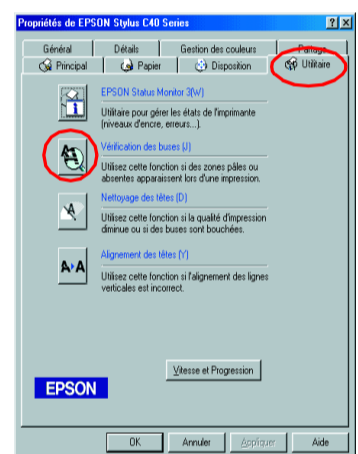 Propriétés de EPSON Stylus C40 Series
Général Détails Gestion des couleurs Partage
Principal Papier Disposition Utilitaire
EPSON Status Monitor 3(W)
Utilitaire pour gérer les états de l'imprimante
(niveaux d'encre, erreurs...).
Vérification des buses (J)
Utilisez cette fonction si des zones pâles ou
absentes apparaissent lors d'une impression.
Nettoyage des têtes (D)
Utilisez cette fonction si la qualité d'impression
diminue ou si des buses sont bouchées.
Alignement des têtes (Y)
Utilisez cette fonction si l'alignement des lignes
verticales est incorrect.
Vitesse et Progression
EPSON
OK Annuler Appliquer Aide